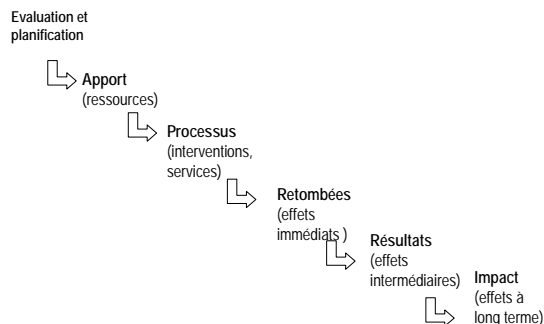 Evaluation et
planification
Apport
(ressources)
Processus
(interventions,
services)
Retombées
(effets
immédiats )
Résultats
(effets
intermédiaires)
Impact
(effets à
long terme)